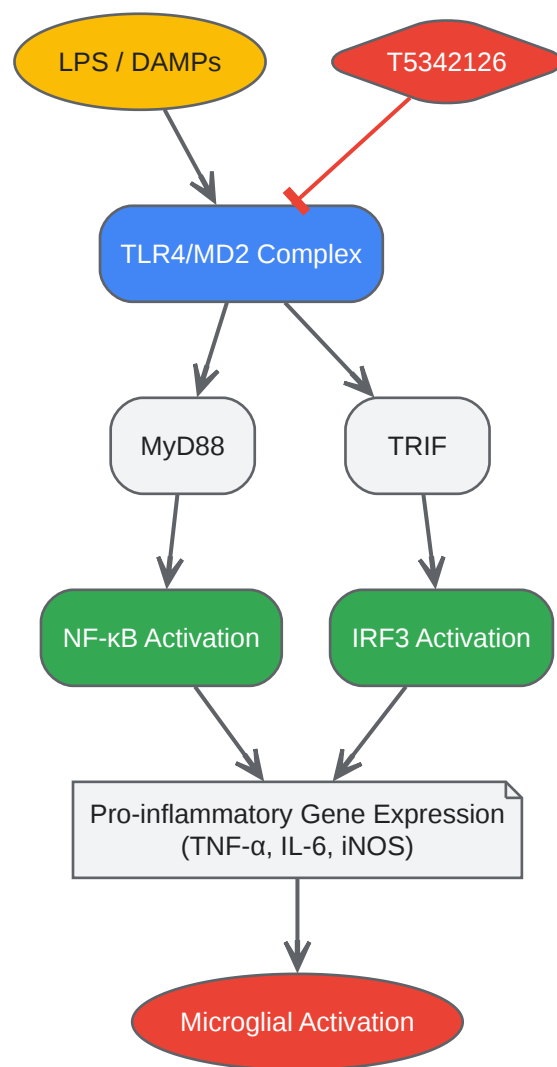 LPS / DAMPs
T5342126
TLR4/MD2 Complex
MyD88
TRIF
NF-κB Activation
IRF3 Activation
Pro-inflammatory Gene Expression
(TNF-α, IL-6, iNOS)
Microglial Activation